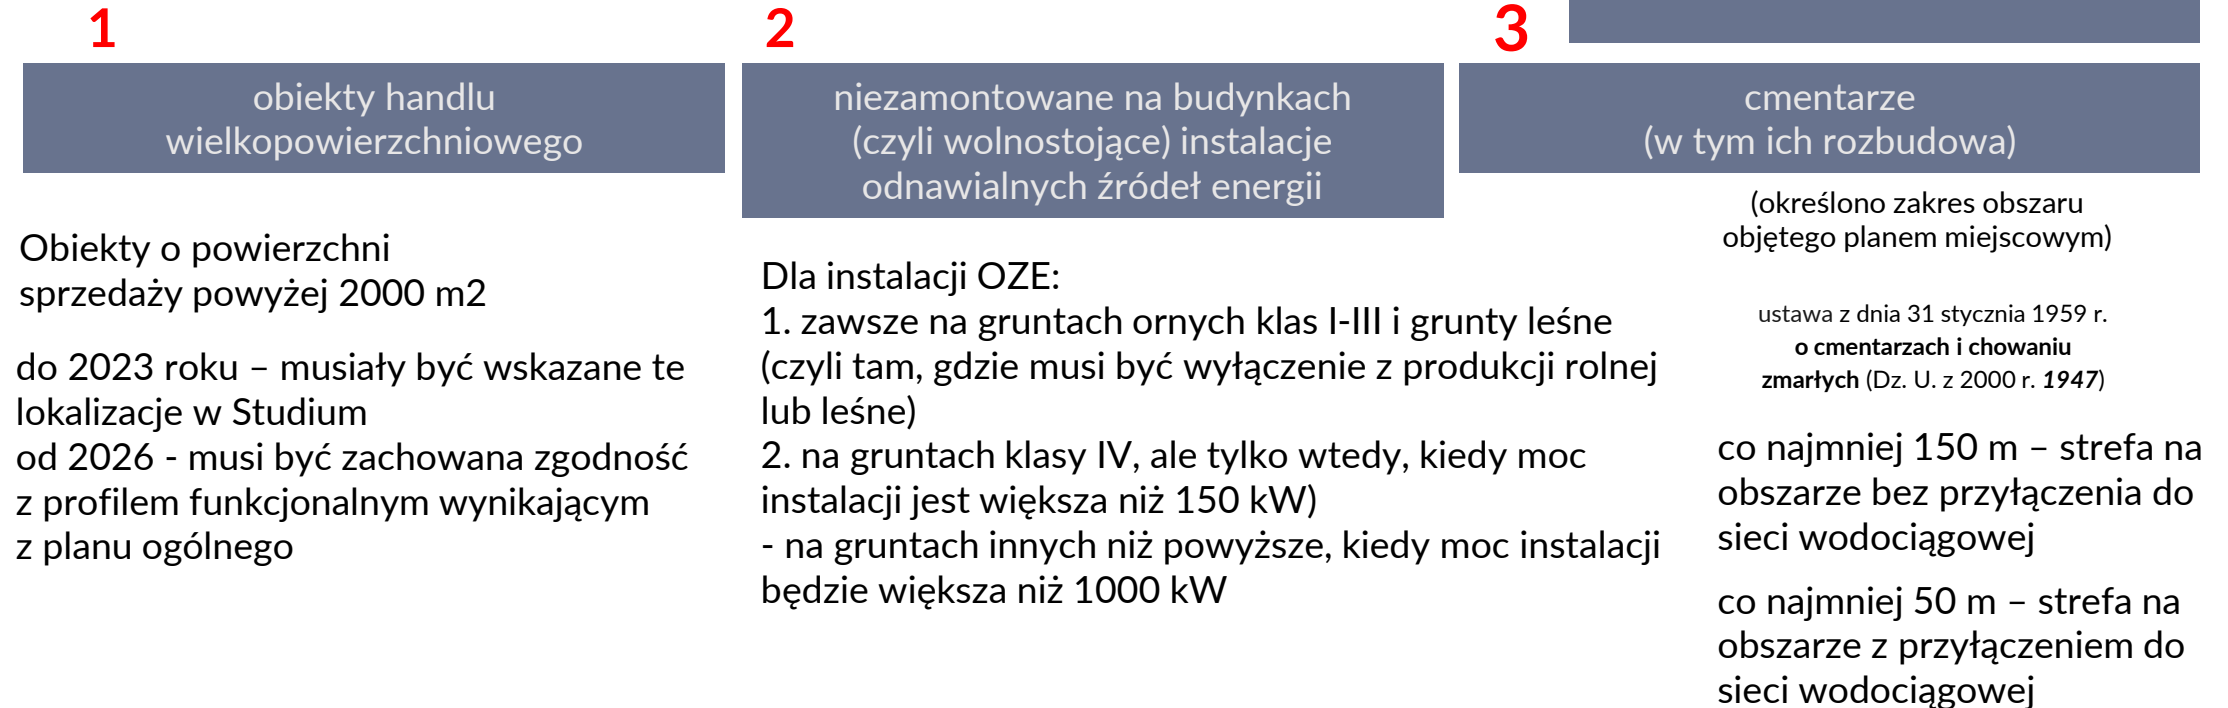 1
obiekty handlu
wielkopowierzchniowego
Obiekty o powierzchni
sprzedaży powyżej 2000 m2
do 2023 roku – musiały być wskazane te
lokalizacje w Studium
od 2026 - musi być zachowana zgodność
z profilem funkcjonalnym wynikającym
z planu ogólnego
2
niezamontowane na budynkach
(czyli wolnostojące) instalacje
odnawialnych źródeł energii
Dla instalacji OZE:
1. zawsze na gruntach ornych klas I-III i grunty leśne
(czyli tam, gdzie musi być wyłączenie z produkcji rolnej
lub leśne)
2. na gruntach klasy IV, ale tylko wtedy, kiedy moc
instalacji jest większa niż 150 kW)
- na gruntach innych niż powyższe, kiedy moc instalacji
będzie większa niż 1000 kW
3
cmentarze
(w tym ich rozbudowa)
(określono zakres obszaru
objętego planem miejscowym)
ustawa z dnia 31 stycznia 1959 r.
o cmentarzach i chowaniu
zmarłych (Dz. U. z 2000 r. 1947)
co najmniej 150 m – strefa na
obszarze bez przyłączenia do
sieci wodociągowej
co najmniej 50 m – strefa na
obszarze z przyłączeniem do
sieci wodociągowej